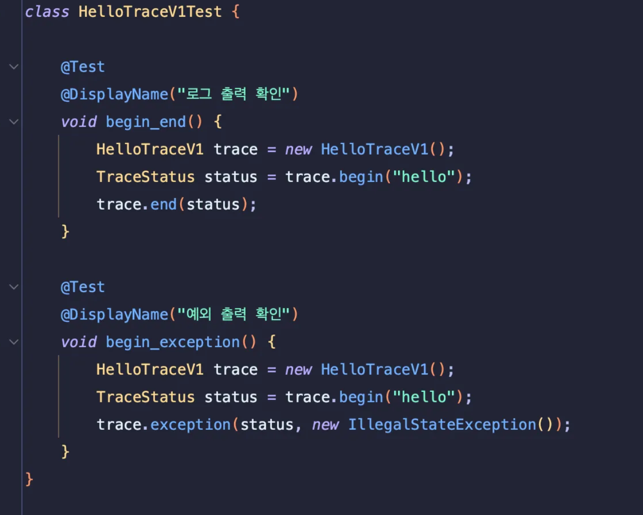 class HelloTraceV1Test {
@Test
@DisplayName("로그 출력 확인")
void begin_end() {
HelloTraceV1 trace = new HelloTraceV1();
TraceStatus status = trace.begin("hello");
trace.end(status);
}
@Test
@DisplayName("예외 출력 확인")
void begin_exception() {
HelloTraceV1 trace = new HelloTraceV1();
TraceStatus status = trace.begin("hello");
trace.exception(status, new IllegalStateException());
}
}